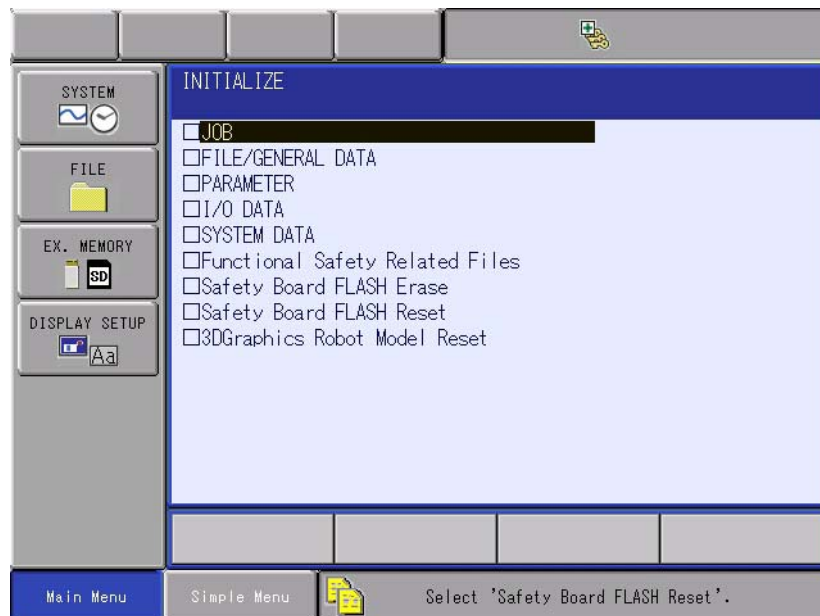 INITIALIZE
SYSTEM
JOB
FILE/GENERAL DATA
FILE
PARAMETER
I/O DATA
SYSTEM DATA
EX. MEMORY
SD
Functional Safety Related Files
Safety Board FLASH Erase
Safety Board FLASH Reset
DISPLAY SETUP
Aa
3DGraphics Robot Model Reset
Main Menu
Simple Menu
Select 'Safety Board FLASH Reset'.